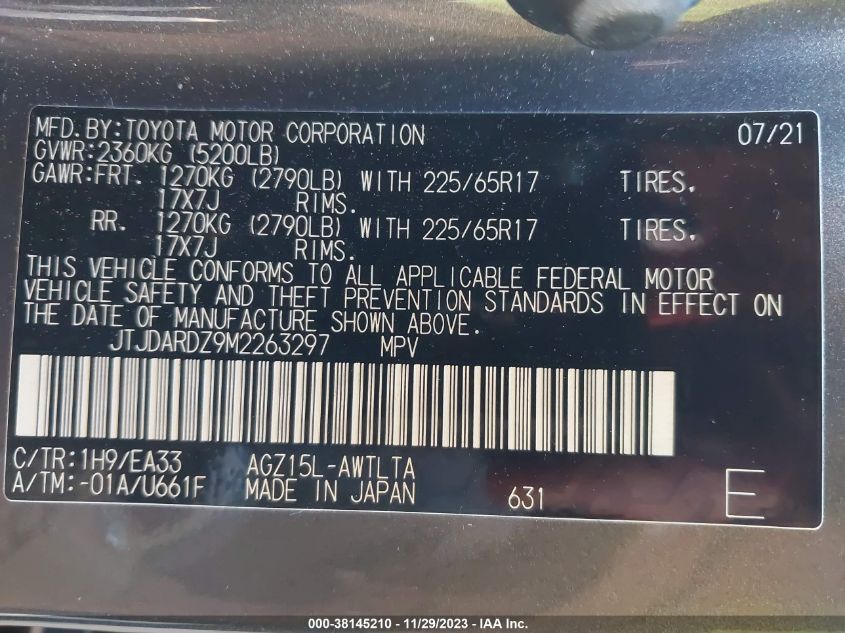 MFD. BY: TOYOTA MOTOR CORPORATION 07/21
GVWR: 2360KG (5200LB)
GAWR: FRT. 1270KG (2790LB) WITH 225/65R17 TIRES.
17X7J RIMS.
RR. 1270KG (2790LB) WITH 225/65R17 TIRES.
17X7J RIMS.
THIS VEHICLE CONFORMS TO ALL APPLICABLE FEDERAL MOTOR
VEHICLE SAFETY AND THEFT PREVENTION STANDARDS IN EFFECT ON
THE DATE OF MANUFACTURE SHOWN ABOVE.
JTJDARDZ9M2263297 MPV
C/TR: 1H9/EA33 AGZ15L-AWTLTA
A/TM: -01A/U661F MADE IN JAPAN 631 E
000-38145210 - 11/29/2023 - IAA Inc.